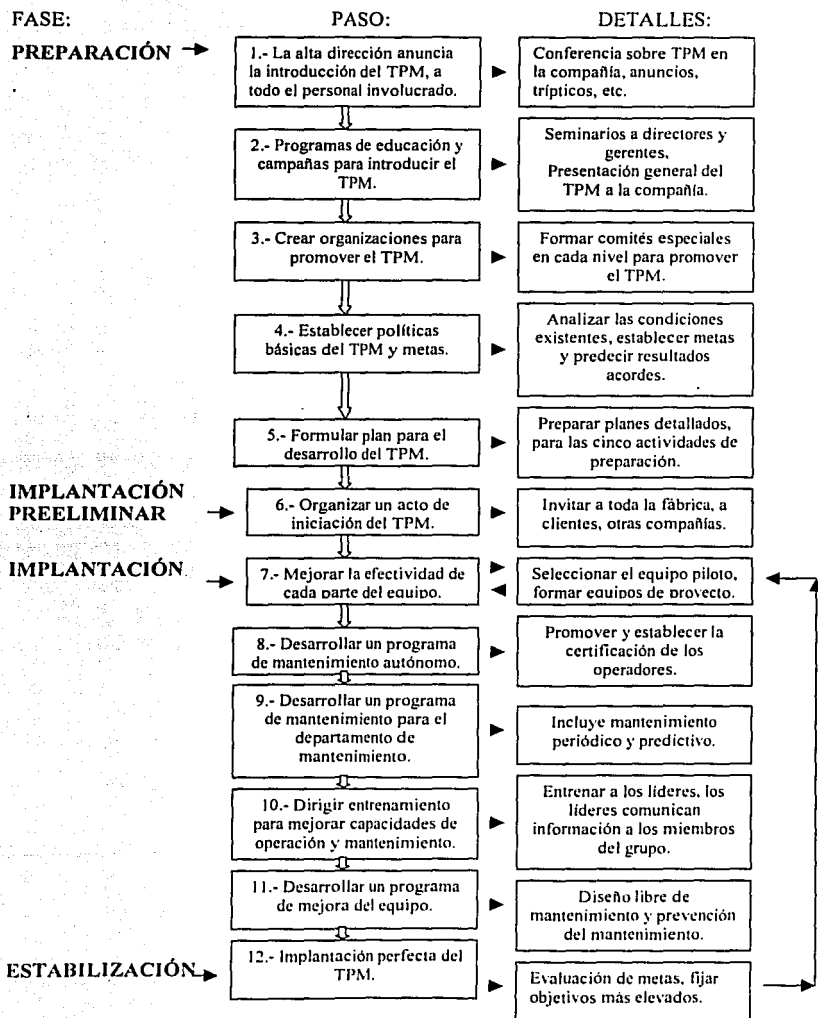 FASE: PASO: DETALLES:
PREPARACIÓN
1.- La alta dirección anuncia
la introducción del TPM, a
todo el personal involucrado.
Conferencia sobre TPM en
la compañía, anuncios,
trípticos, etc.
2.- Programas de educación y
campañas para introducir el
TPM.
Seminarios a directores y
gerentes,
Presentación general del
TPM a la compañía.
3.- Crear organizaciones para
promover el TPM.
Formar comités especiales
en cada nivel para promover
el TPM.
4.- Establecer políticas
básicas del TPM y metas.
Analizar las condiciones
existentes, establecer metas
y predecir resultados
acordes.
5.- Formular plan para el
desarrollo del TPM.
Preparar planes detallados,
para las cinco actividades de
preparación.
IMPLANTACIÓN
PREELIMINAR
6.- Organizar un acto de
iniciación del TPM.
Invitar a toda la fábrica, a
clientes, otras compañías.
IMPLANTACIÓN
7.- Mejorar la efectividad de
cada parte del equipo.
Seleccionar el equipo piloto,
formar equipos de proyecto.
8.- Desarrollar un programa
de mantenimiento autónomo.
Promover y establecer la
certificación de los
operadores.
9.- Desarrollar un programa
de mantenimiento para el
departamento de
mantenimiento.
Incluye mantenimiento
periódico y predictivo.
10.- Dirigir entrenamiento
para mejorar capacidades de
operación y mantenimiento.
Entrenar a los líderes, los
líderes comunican
información a los miembros
del grupo.
11.- Desarrollar un programa
de mejora del equipo.
Diseño libre de
mantenimiento y prevención
del mantenimiento.
ESTABILIZACIÓN
12.- Implantación perfecta del
TPM.
Evaluación de metas, fijar
objetivos más elevados.